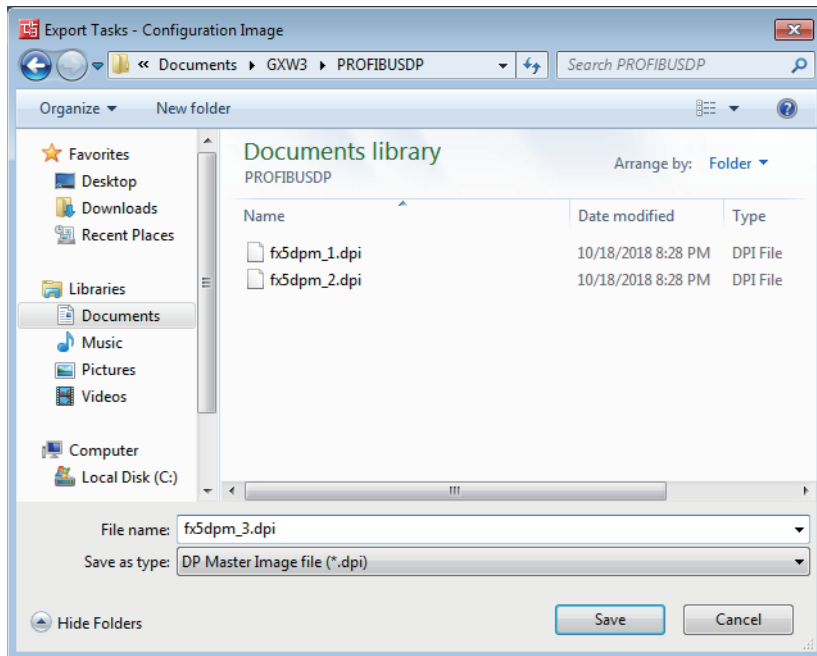 Export Tasks - Configuration Image
« Documents GXW3 PROFIBUSDP
Search PROFIBUSDP
Organize New folder
Favorites
Desktop
Downloads
Recent Places
Libraries
Documents
Music
Pictures
Videos
Computer
Local Disk (C:)
Documents library
PROFIBUSDP
Arrange by: Folder
Name Date modified Type
fx5dpm_1.dpi 10/18/2018 8:28 PM DPI File
fx5dpm_2.dpi 10/18/2018 8:28 PM DPI File
File name: fx5dpm_3.dpi
Save as type: DP Master Image file (*.dpi)
Hide Folders Save Cancel